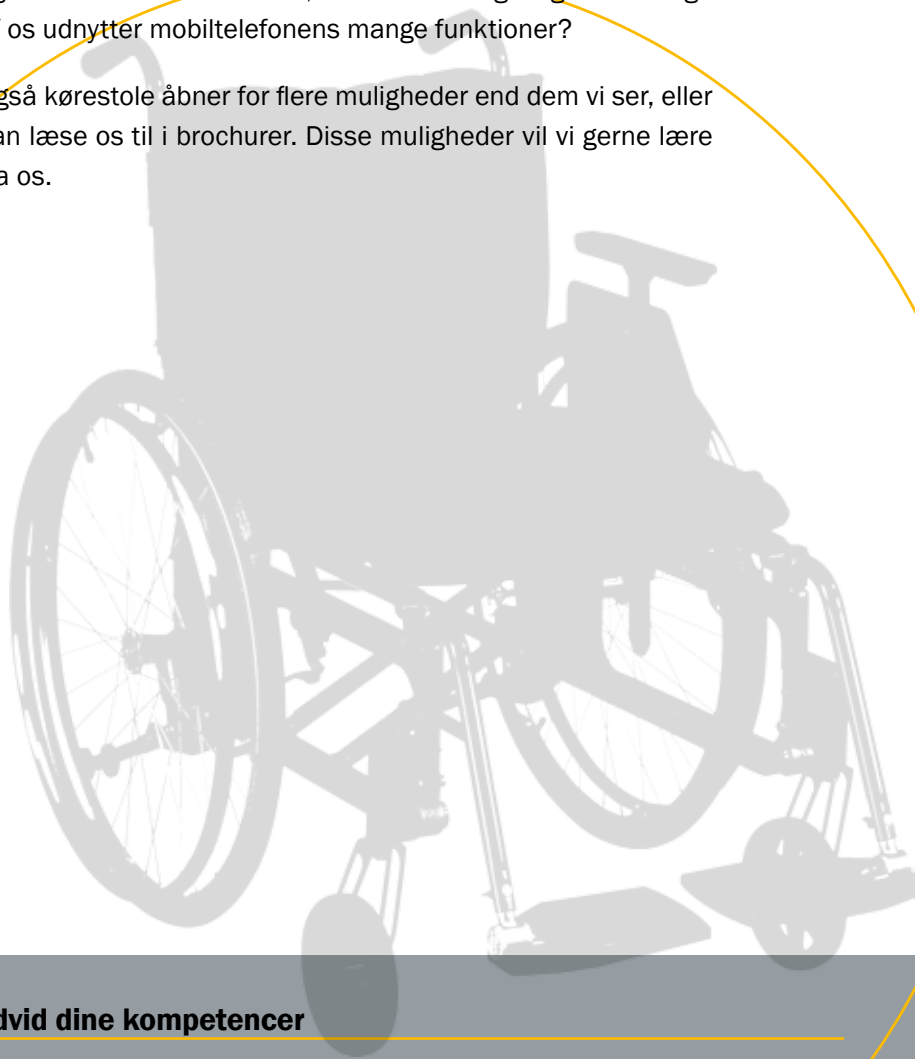 os udnytter mobiltelefonens mange funktioner?
kørestole åbner for flere muligheder end dem vi ser, eller
læse os til i brochurer. Disse muligheder vil vi gerne lære
os.
dine kompetencer